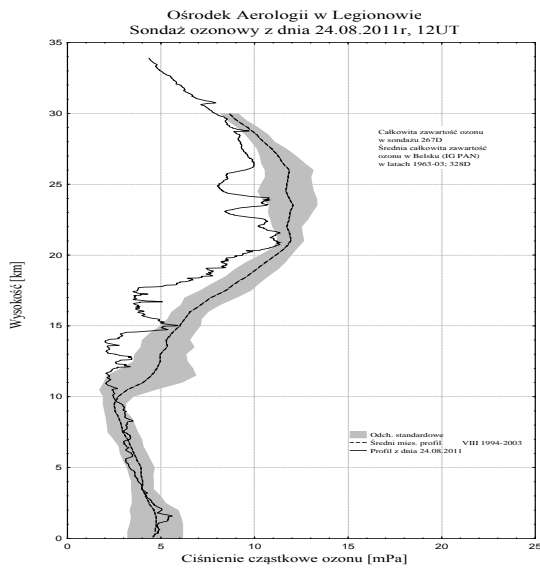 Ośrodek Aerologii w Legionowie
Sondaż ozonowy z dnia 24.08.2011r, 12UT
35
30
25
20
15
10
5
0
Wysokość [km]
Całkowita zawartość ozonu
w sondażu 267D
Średnia całkowita zawartość
ozonu w Belsku (IG PAN)
w latach 1963-03; 328D
Odch. standardowe
Średni mies. profil VIII 1994-2003
Profil z dnia 24.08.2011
0 5 10 15 20 25
Ciśnienie cząstkowe ozonu [mPa]